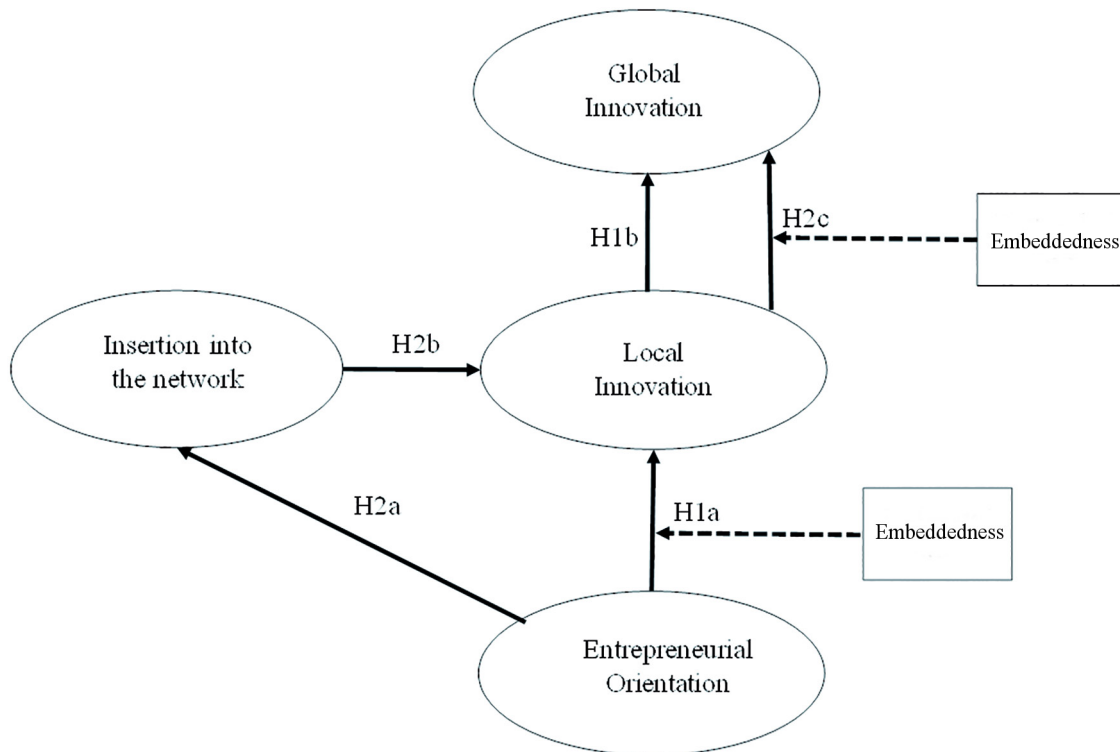 Global
Innovation
H1b
H2c
Embeddedness
Insertion into
the network
H2b
Local
Innovation
H2a
H1a
Embeddedness
Entrepreneurial
Orientation